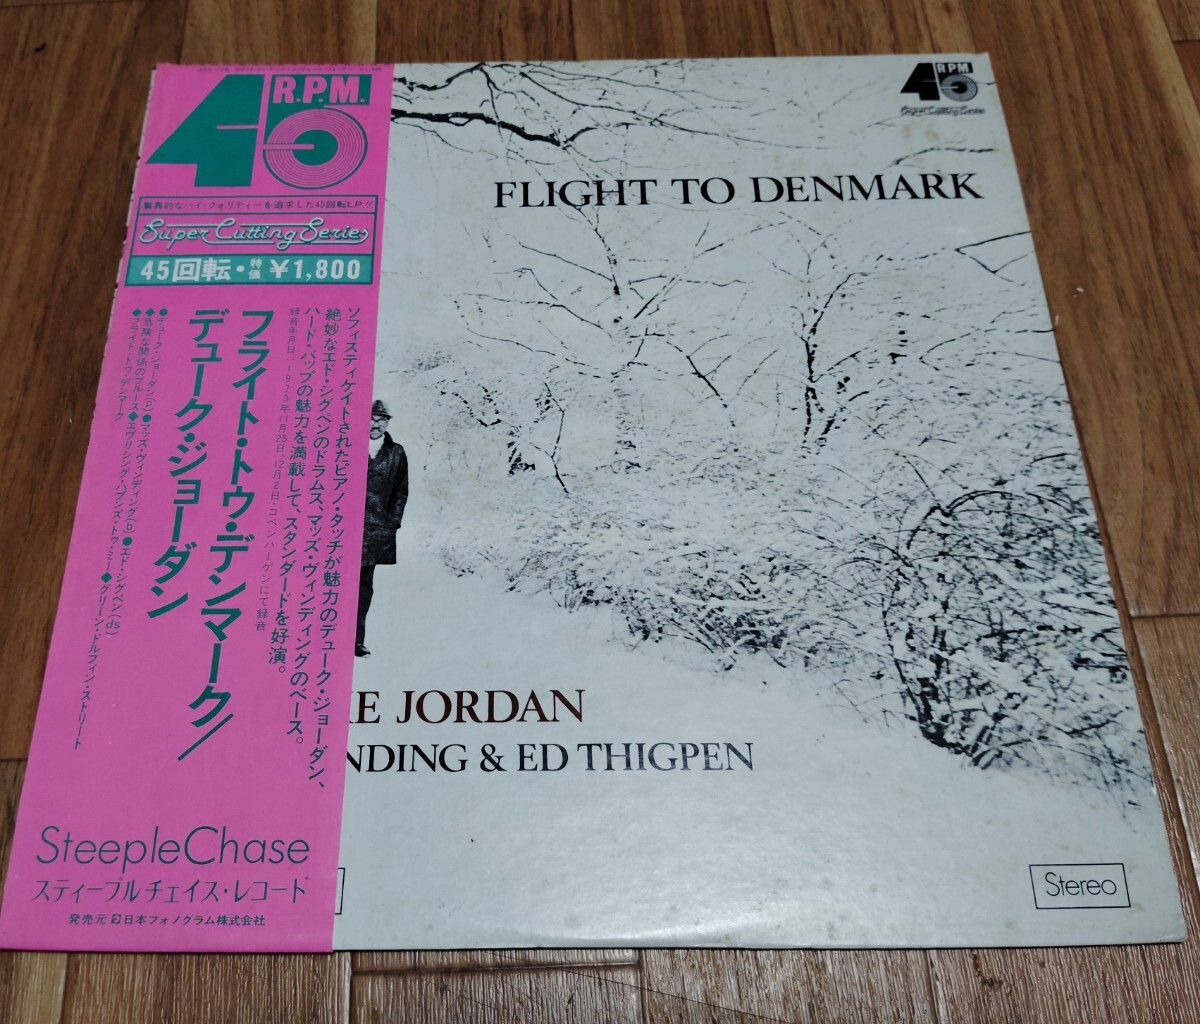 45 R.P.M.
驚異的なハイ・クォリティーを追求した45回転LP!!
Super Cutting Series
45回転・特価 ¥1,800
フライト・トゥ・デンマーク/
デューク・ジョーダン
ソフィスティケイトされたピアノ・タッチが魅力のデューク・ジョーダン、
絶妙なエド・シグペンのドラムス、マッズ・ヴィンディングのベース。
ハード・バップの魅力を満載して、スタンダードを好演。
録音年月日:1973年11月25日、12月2日・コペンハーゲンにて録音
●デューク・ジョーダン(p)●マッズ・ヴィンディング(b)●エド・シグペン(ds)
◆危険な関係のブルース◆エヴリシング・ハプンズ・トゥ・ミー◆グリーン・ドルフィン・ストリート
◆フライト・トゥ・デンマーク
SteepleChase
スティープルチェイス・レコード
発売元 日本フォノグラム株式会社
45 R.P.M.
Super Cutting Series
FLIGHT TO DENMARK
KE JORDAN
NDING & ED THIGPEN
Stereo